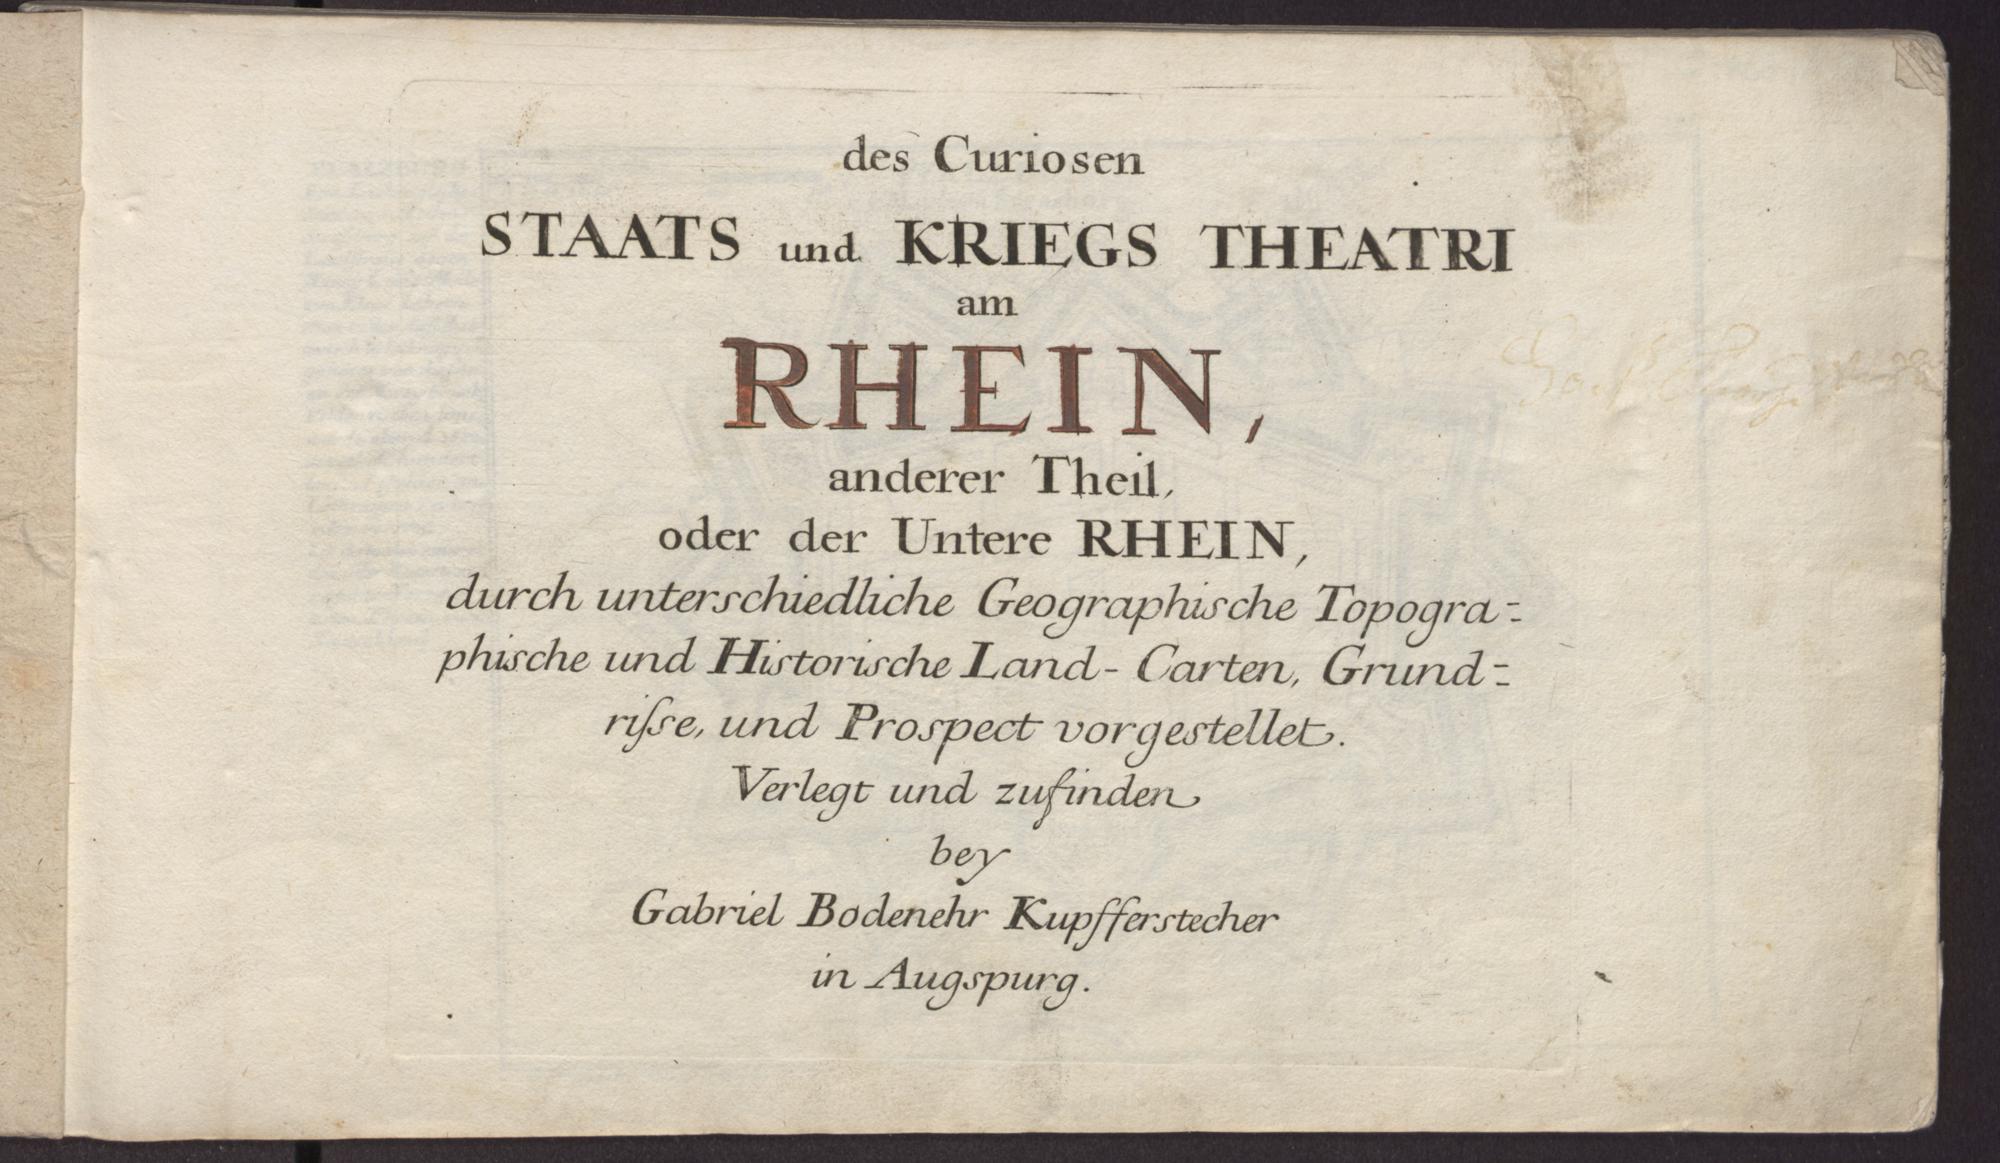 des Curiosen
STAATS und KRIEGS THEATRI
am
RHEIN,
anderer Theil,
oder der Untere RHEIN,
durch unterschiedliche Geographische Topogra-
phische und Historische Land-Carten, Grund-
riſse, und Prospect vorgestellet.
Verlegt und zufinden
bey
Gabriel Bodenehr Kupfferstecher
in Augspurg.